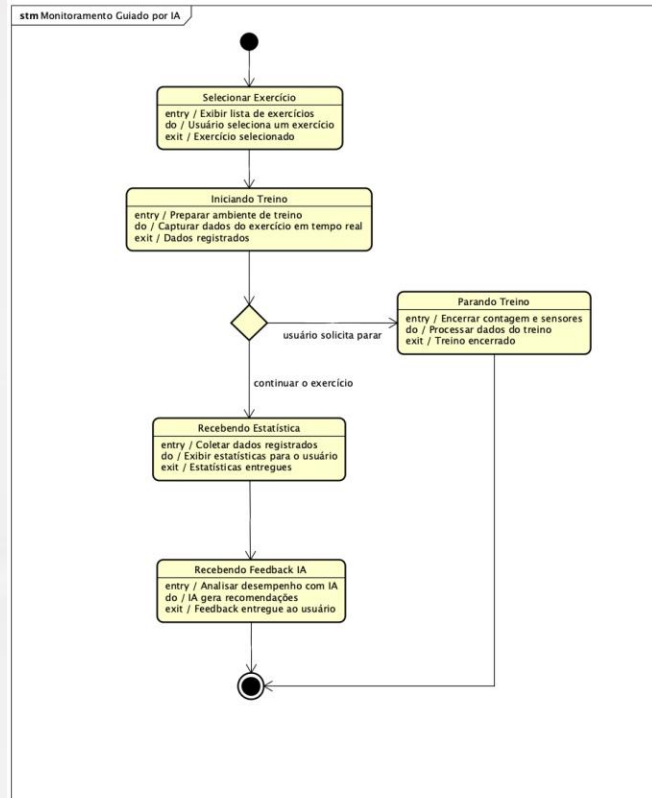 stm Monitoramento Guiado por IA
Selecionar Exercício
entry / Exibir lista de exercícios
do / Usuário seleciona um exercício
exit / Exercício selecionado
Iniciando Treino
entry / Preparar ambiente de treino
do / Capturar dados do exercício em tempo real
exit / Dados registrados
usuário solicita parar
Parando Treino
entry / Encerrar contagem e sensores
do / Processar dados do treino
exit / Treino encerrado
continuar o exercício
Recebendo Estatística
entry / Coletar dados registrados
do / Exibir estatísticas para o usuário
exit / Estatísticas entregues
Recebendo Feedback IA
entry / Analisar desempenho com IA
do / IA gera recomendações
exit / Feedback entregue ao usuário